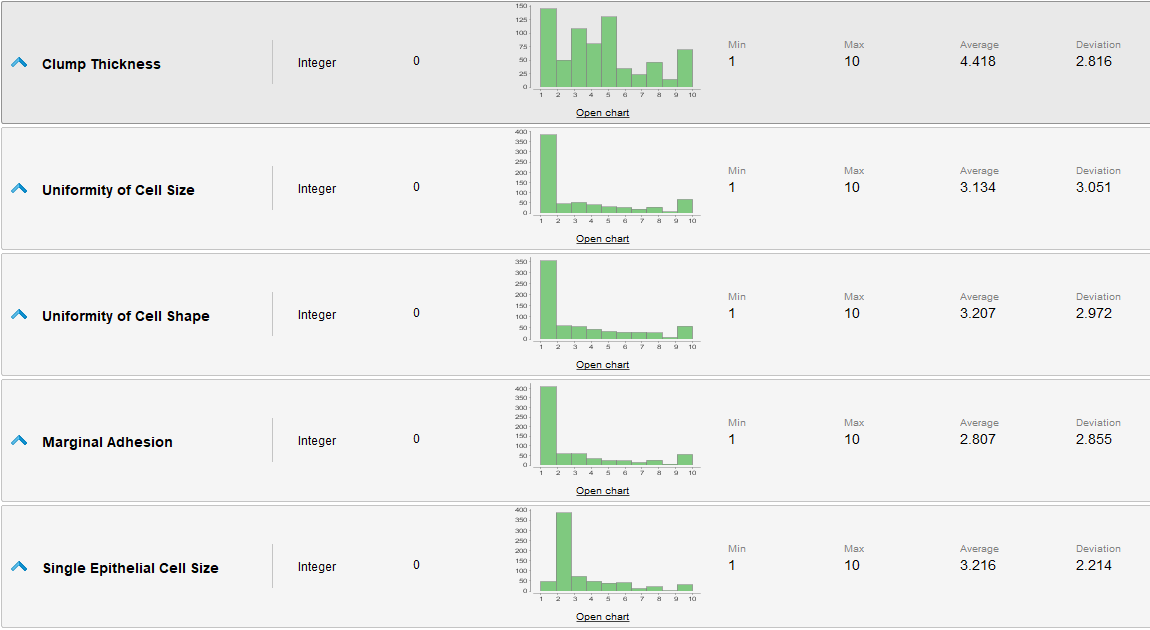 150
125
100
75
50
25
0
1 2 3 4 5 6 7 8 9 10
Clump Thickness
Integer
0
Open chart
Min
1
Max
10
Average
4.418
Deviation
2.816
400
350
300
250
200
150
100
50
0
1 2 3 4 5 6 7 8 9 10
Uniformity of Cell Size
Integer
0
Open chart
Min
1
Max
10
Average
3.134
Deviation
3.051
350
300
250
200
150
100
50
0
1 2 3 4 5 6 7 8 9 10
Uniformity of Cell Shape
Integer
0
Open chart
Min
1
Max
10
Average
3.207
Deviation
2.972
400
350
300
250
200
150
100
50
0
1 2 3 4 5 6 7 8 9 10
Marginal Adhesion
Integer
0
Open chart
Min
1
Max
10
Average
2.807
Deviation
2.855
400
350
300
250
200
150
100
50
0
1 2 3 4 5 6 7 8 9 10
Single Epithelial Cell Size
Integer
0
Open chart
Min
1
Max
10
Average
3.216
Deviation
2.214